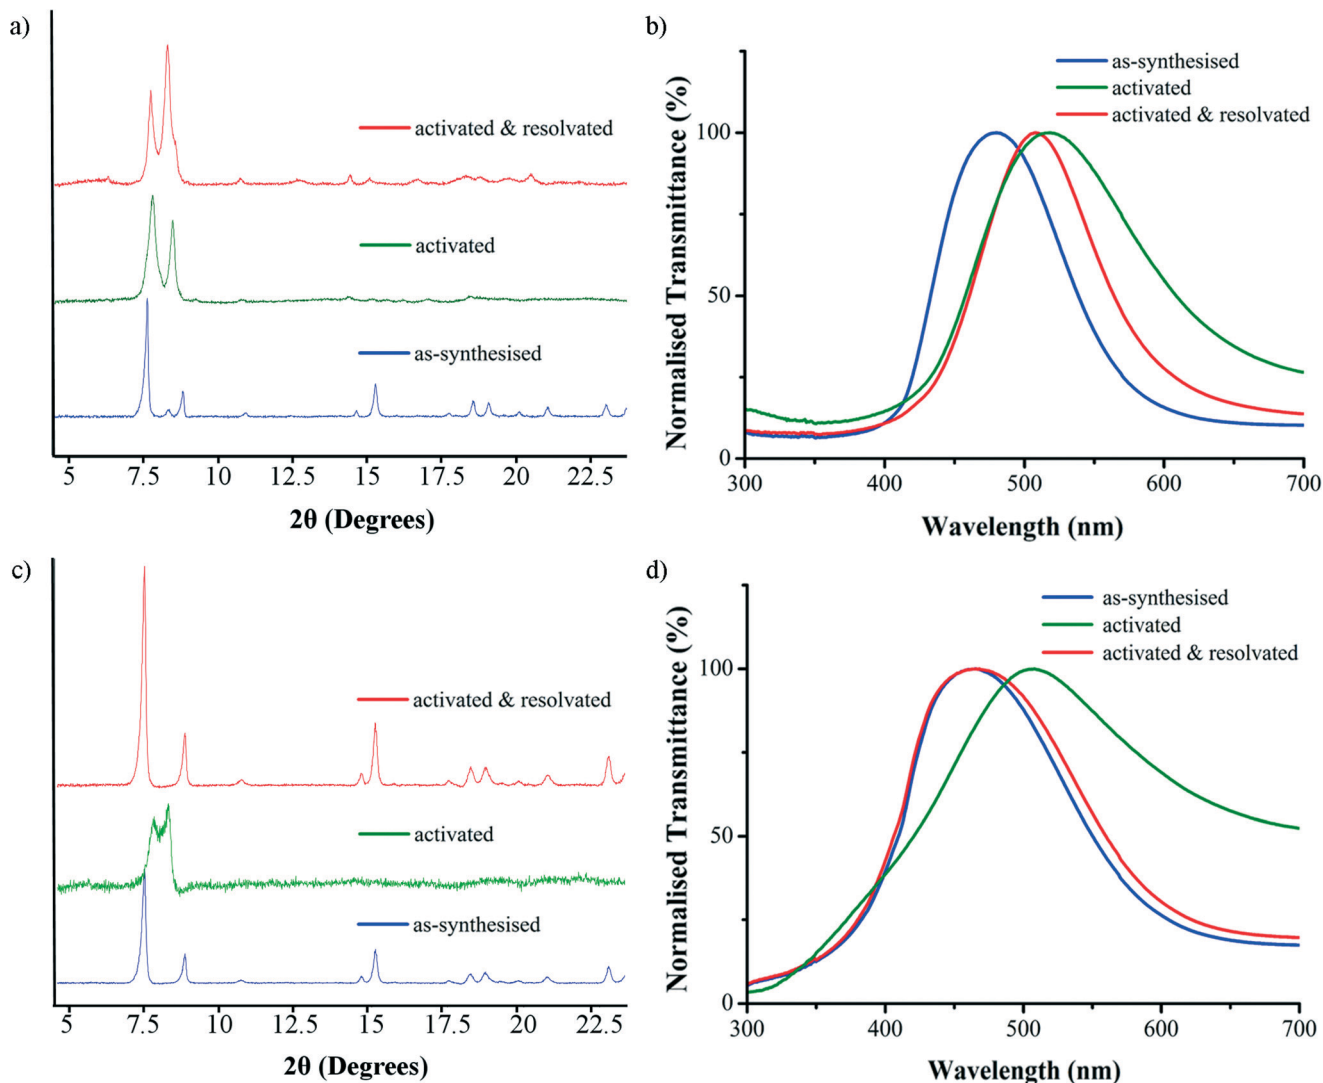 a)
activated & resolvated
activated
as-synthesised
5 7.5 10 12.5 15 17.5 20 22.5
2θ (Degrees)
b)
as-synthesised
activated
activated & resolvated
Normalised Transmittance (%)
100
50
0
300 400 500 600 700
Wavelength (nm)
c)
activated & resolvated
activated
as-synthesised
5 7.5 10 12.5 15 17.5 20 22.5
2θ (Degrees)
d)
as-synthesised
activated
activated & resolvated
Normalised Transmittance (%)
100
50
0
300 400 500 600 700
Wavelength (nm)